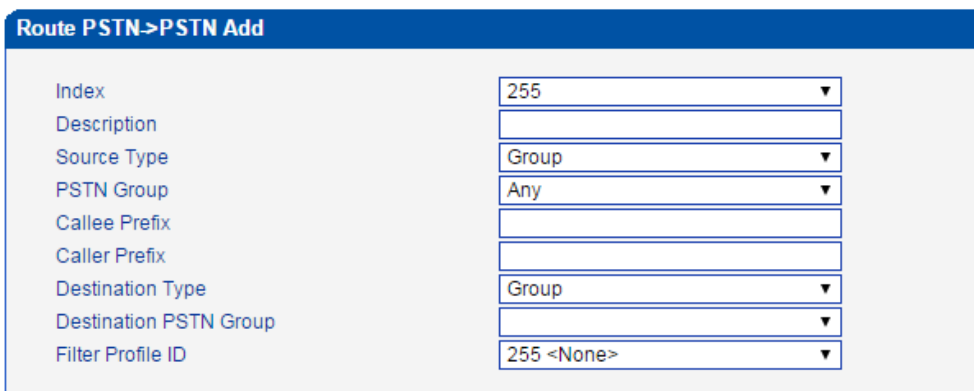 Route PSTN->PSTN Add
Index 255
Description
Source Type Group
PSTN Group Any
Callee Prefix
Caller Prefix
Destination Type Group
Destination PSTN Group
Filter Profile ID 255 <None>